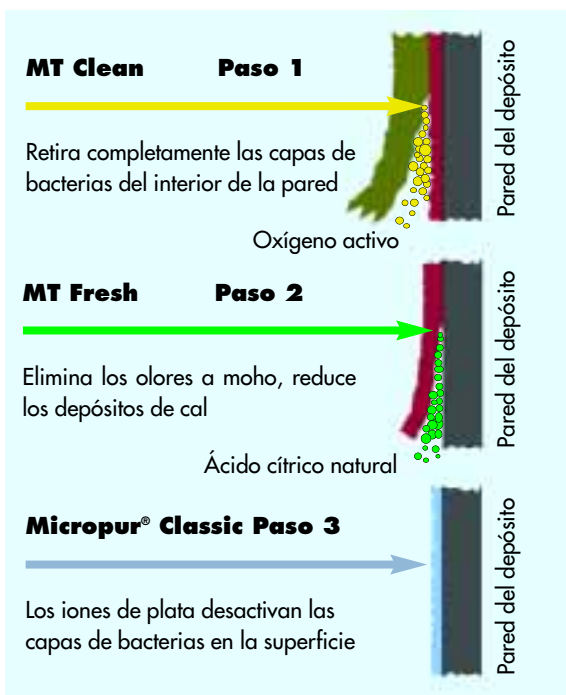 MT Clean Paso 1
Retira completamente las capas de
bacterias del interior de la pared
Oxígeno activo
Pared del depósito
MT Fresh Paso 2
Elimina los olores a moho, reduce
los depósitos de cal
Ácido cítrico natural
Pared del depósito
Micropur® Classic Paso 3
Los iones de plata desactivan las
capas de bacterias en la superficie
Pared del depósito